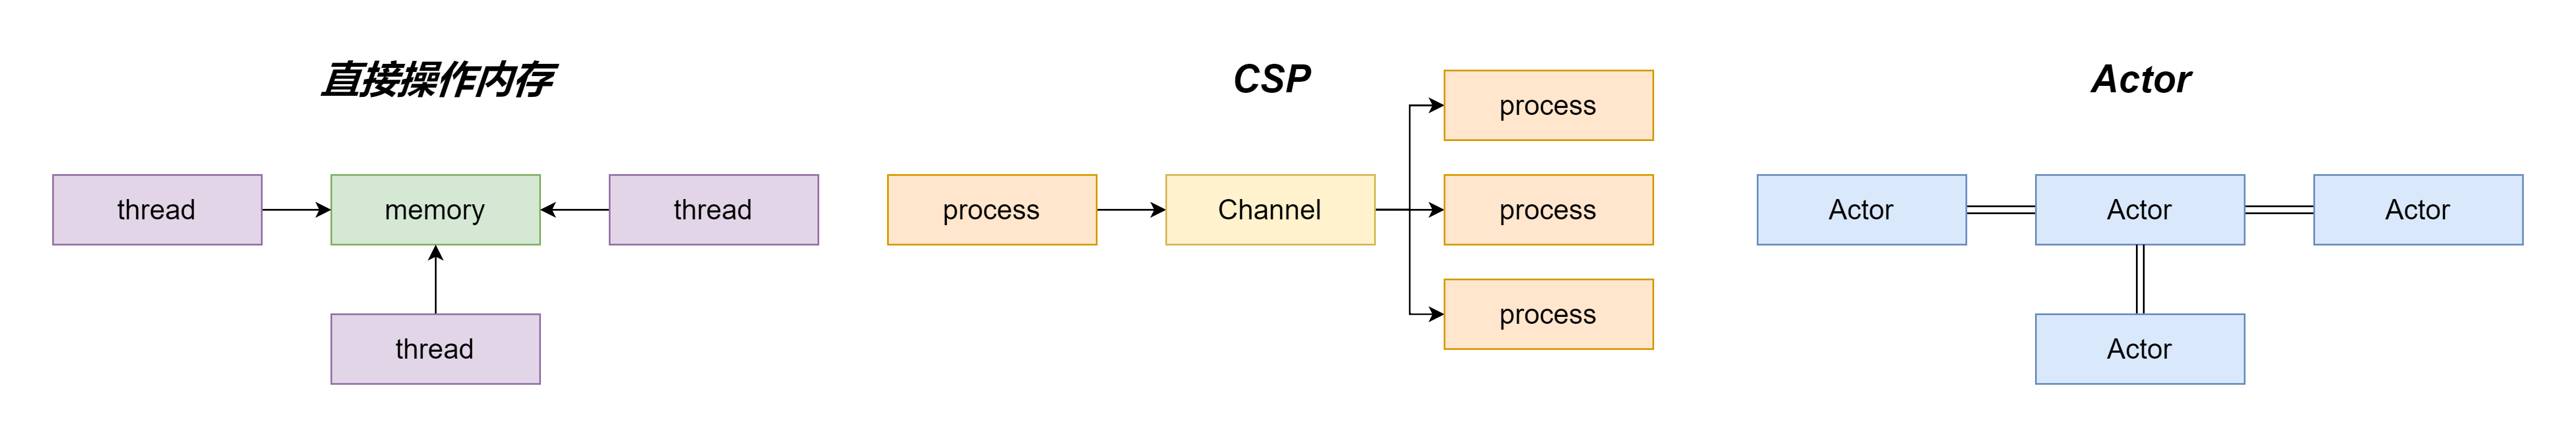 直接操作内存
thread
memory
thread
thread
CSP
process
process
Channel
process
process
Actor
Actor
Actor
Actor
Actor